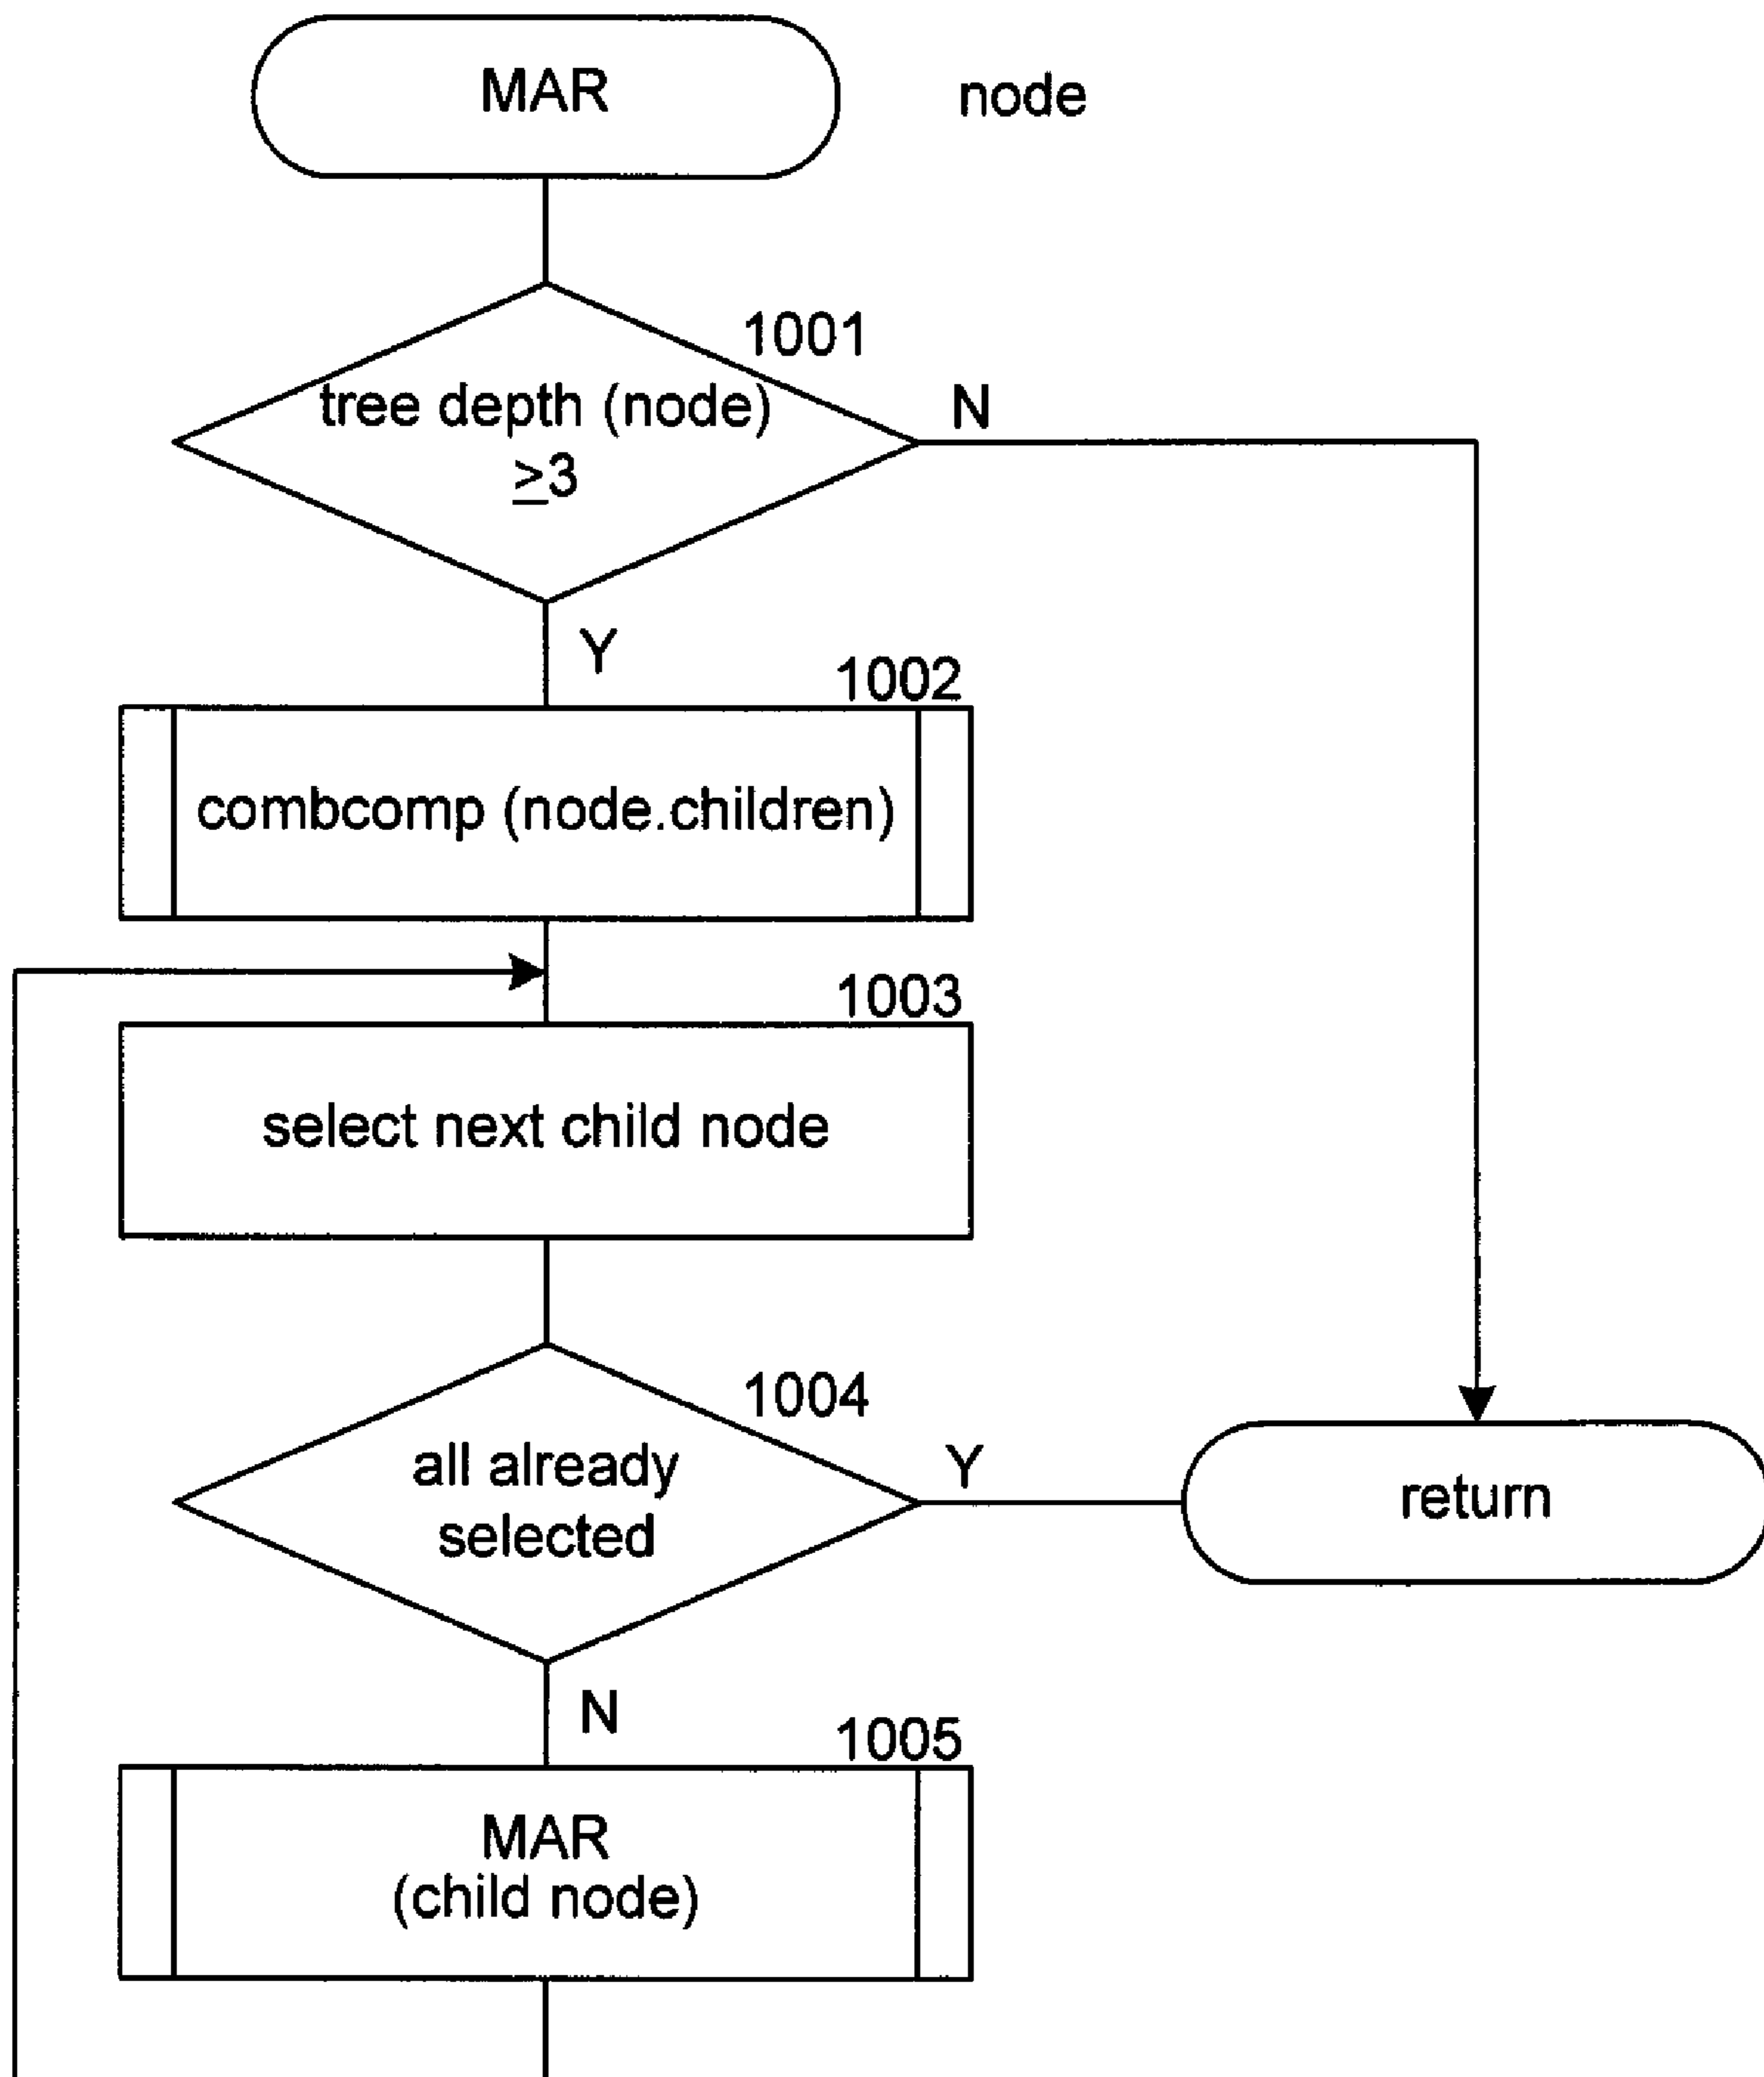 MAR
node
1001
tree depth (node)
≥3
N
Y
1002
combcomp (node.children)
1003
select next child node
1004
all already
selected
Y
return
N
1005
MAR
(child node)